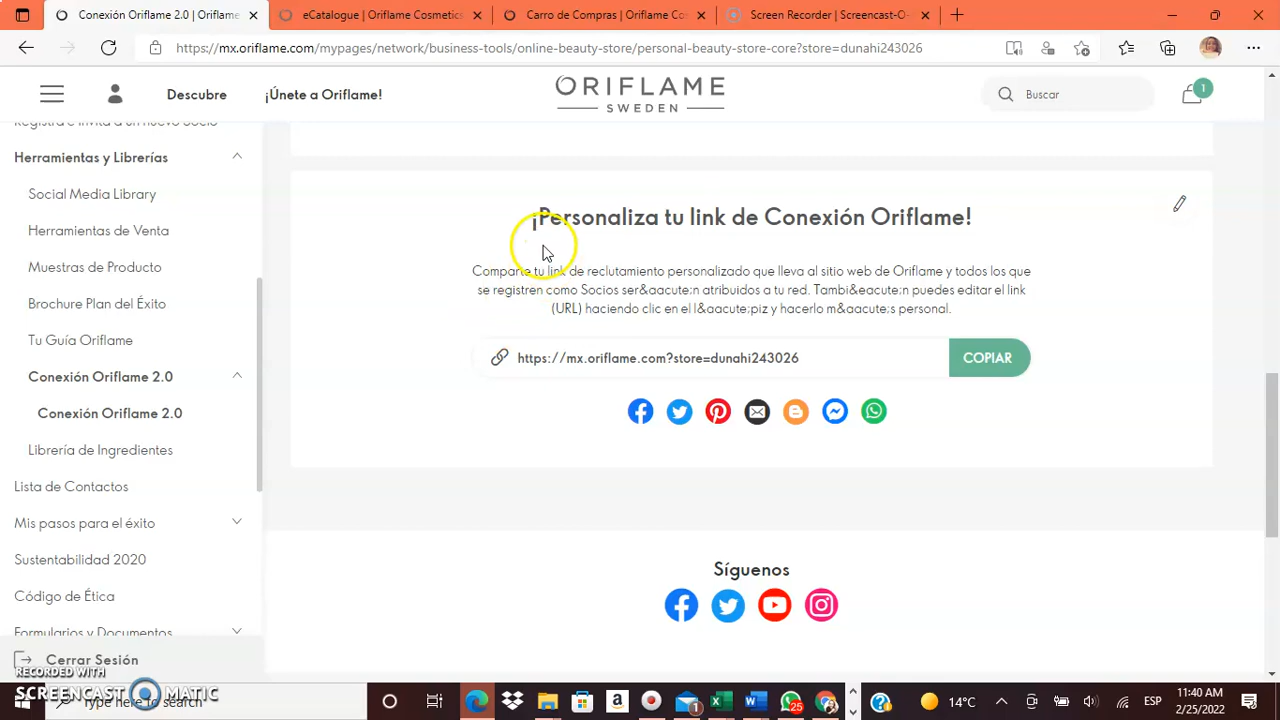 Conexión Oriflame 2.0 | Oriflame
eCatalogue | Oriflame Cosmetics
Carro de Compras | Oriflame Cos
Screen Recorder | Screencast-O-
https://mx.oriflame.com/mypages/network/business-tools/online-beauty-store/personal-beauty-store-core?store=dunahi243026
Descubre
¡Únete a Oriflame!
ORIFLAME
SWEDEN
Buscar
1
Registra e Invita a un nuevo Socio
Herramientas y Librerías
Social Media Library
Herramientas de Venta
Muestras de Producto
Brochure Plan del Éxito
Tu Guía Oriflame
Conexión Oriflame 2.0
Conexión Oriflame 2.0
Librería de Ingredientes
Lista de Contactos
Mis pasos para el éxito
Sustentabilidad 2020
Código de Ética
Formularios y Documentos
Cerrar Sesión
¡Personaliza tu link de Conexión Oriflame!
Comparte tu link de reclutamiento personalizado que lleva al sitio web de Oriflame y todos los que
se registren como Socios ser&aacute;n atribuidos a tu red. Tambi&eacute;n puedes editar el link
(URL) haciendo clic en el l&aacute;piz y hacerlo m&aacute;s personal.
https://mx.oriflame.com?store=dunahi243026
COPIAR
Síguenos
RECORDED WITH
SCREENCAST MATIC
Type here to search
1
25
14°C
ESP
11:40 AM
2/25/2022